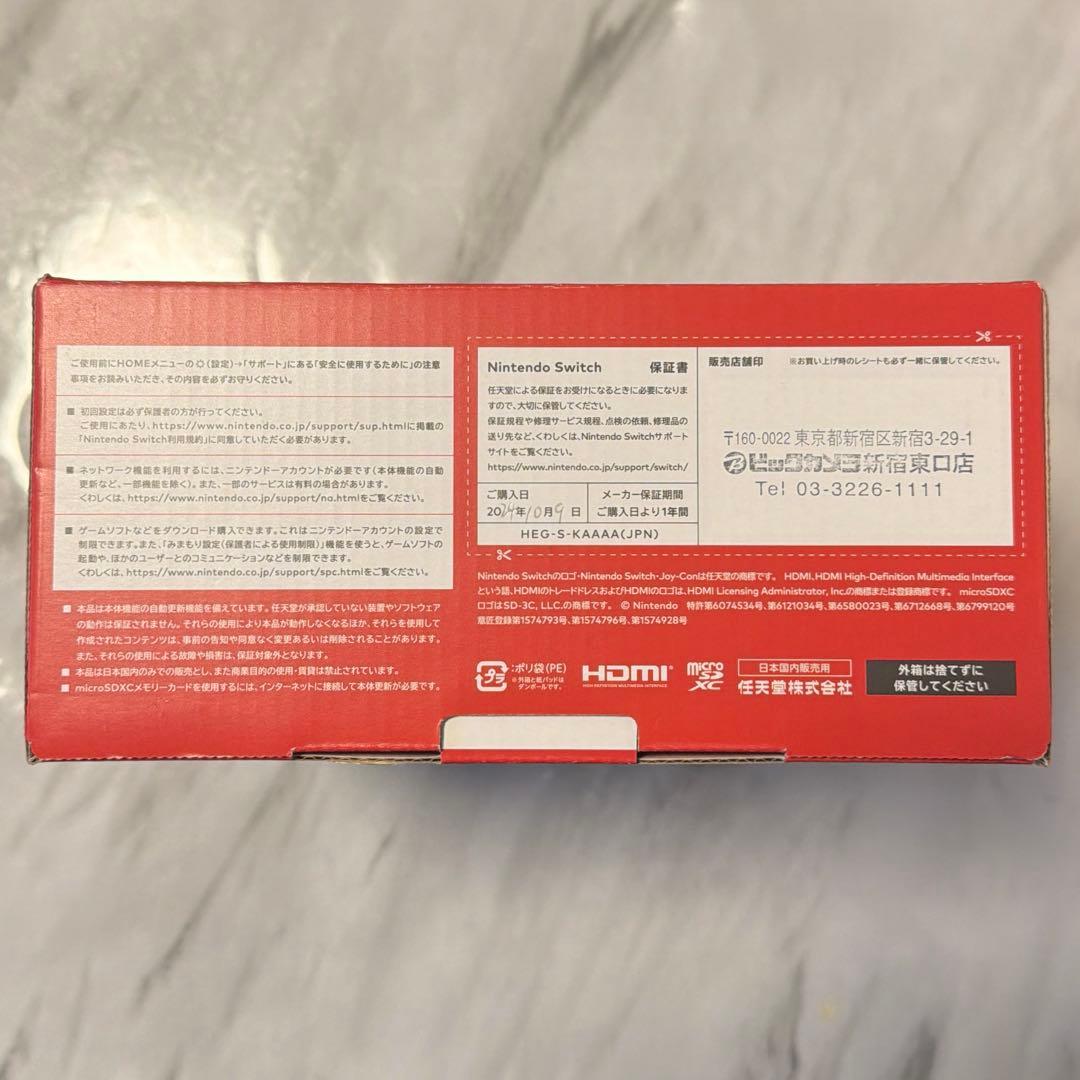 ご使用前にHOMEメニューの(設定)→「サポート」にある「安全に使用するために」の注意
事項をお読みいただき、その内容を必ずお守りください。
■ 初回設定は必ず保護者の方が行ってください。
ご使用にあたり、https://www.nintendo.co.jp/support/sup.htmlに掲載の
「Nintendo Switch利用規約」に同意していただく必要があります。
■ ネットワーク機能を利用するには、ニンテンドーアカウントが必要です(本体機能の自動
更新など、一部機能を除く)。また、一部のサービスは有料の場合があります。
くわしくは、https://www.nintendo.co.jp/support/na.htmlをご覧ください。
■ ゲームソフトなどをダウンロード購入できます。これはニンテンドーアカウントの設定で
制限できます。また、「みまもり設定(保護者による使用制限)」機能を使うと、ゲームソフトの
起動や、ほかのユーザーとのコミュニケーションなどを制限できます。
くわしくは、https://www.nintendo.co.jp/support/spc.htmlをご覧ください。
■ 本品は本体機能の自動更新機能を備えています。任天堂が承認していない装置やソフトウェア
の動作は保証されません。それらの使用により本品が動作しなくなるほか、それらを使用して
作成されたコンテンツは、事前の告知や同意なく変更あるいは削除されることがあります。
また、それらの使用による故障や損害は、保証対象外となります。
■ 本品は日本国内のみでの販売とし、また商業目的の使用・賃貸は禁止されています。
■ microSDXCメモリーカードを使用するには、インターネットに接続して本体更新が必要です。
Nintendo Switch 保証書
任天堂による保証をお受けになるときに必要になりま
すので、大切に保管してください。
保証規程や修理サービス規程、点検の依頼、修理品の
送り先など、くわしくは、Nintendo Switchサポート
サイトをご覧ください。
https://www.nintendo.co.jp/support/switch/
ご購入日
2024年10月9日
メーカー保証期間
ご購入日より1年間
HEG-S-KAAAA(JPN)
販売店舗印 ※お買い上げ時のレシートも必ず一緒に保管してください。
〒160-0022 東京都新宿区新宿3-29-1
ビックカメラ新宿東口店
Tel 03-3226-1111
Nintendo Switchのロゴ・Nintendo Switch・Joy-Conは任天堂の商標です。 HDMI、HDMI High-Definition Multimedia Interface
という語、HDMIのトレードドレスおよびHDMIのロゴは、HDMI Licensing Administrator, Inc.の商標または登録商標です。 microSDXC
ロゴはSD-3C, LLC.の商標です。 © Nintendo 特許第6074534号、第6121034号、第6580023号、第6712668号、第6799120号
意匠登録第1574793号、第1574796号、第1574928号
プラ
:ポリ袋(PE)
※外箱と紙パッドは
ダンボールです。
HDMI
HIGH-DEFINITION MULTIMEDIA INTERFACE
micro SD XC
日本国内販売用
任天堂株式会社
外箱は捨てずに
保管してください